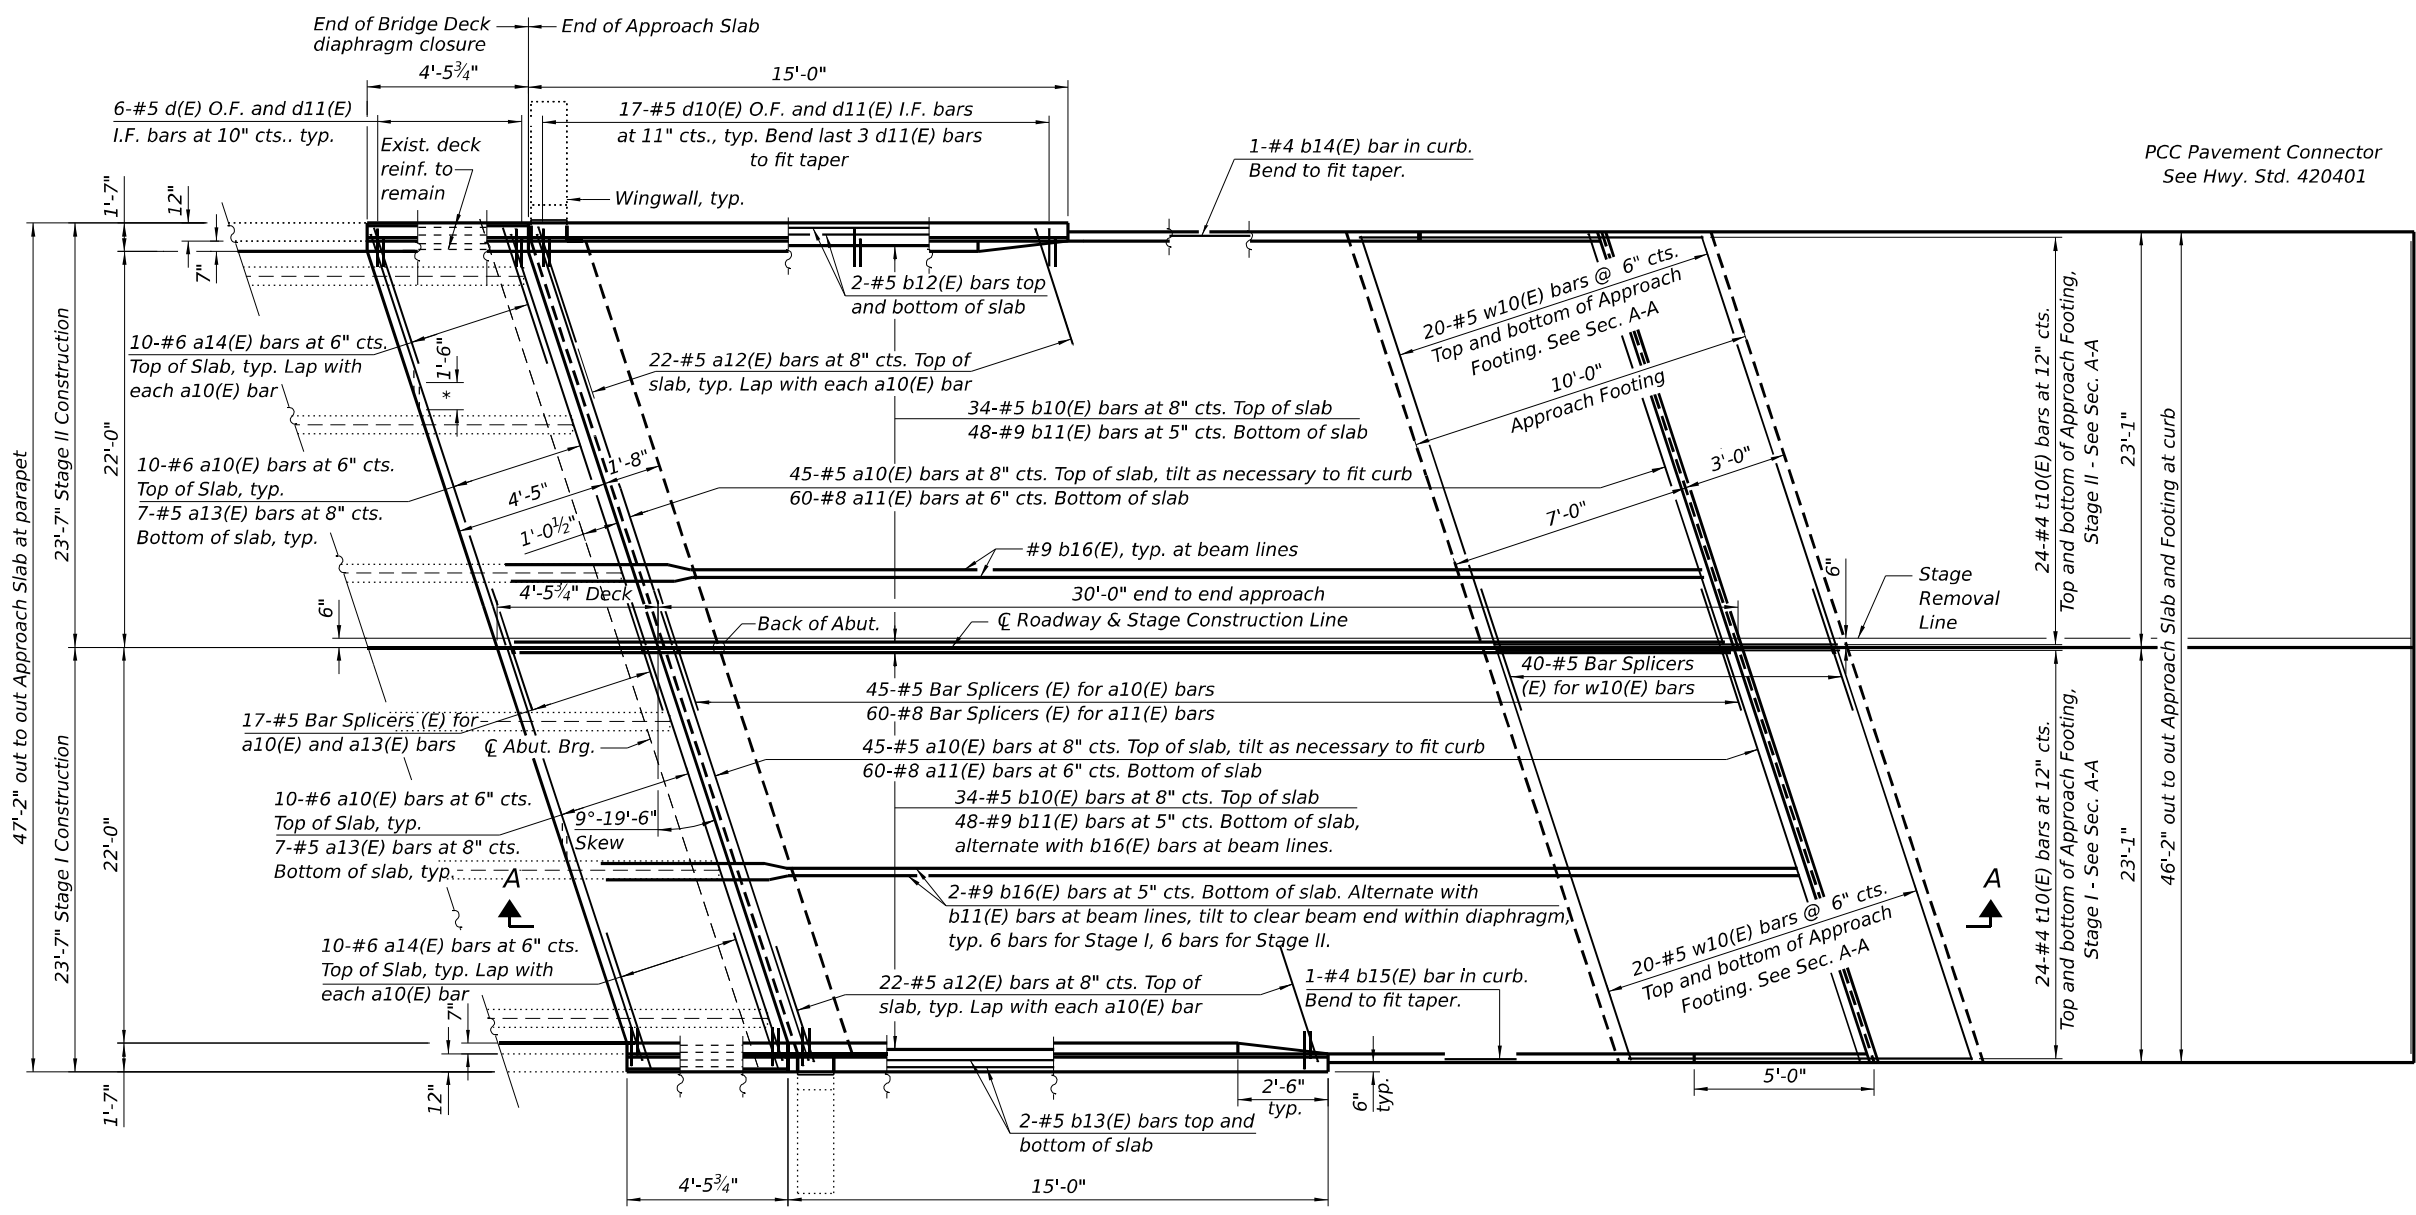 End of Bridge Deck
diaphragm closure
End of Approach Slab
4'-5¾"
15'-0"
6-#5 d(E) O.F. and d11(E)
I.F. bars at 10" cts.. typ.
17-#5 d10(E) O.F. and d11(E) I.F. bars
at 11" cts., typ. Bend last 3 d11(E) bars
to fit taper
Exist. deck
reinf. to
remain
Wingwall, typ.
1-#4 b14(E) bar in curb.
Bend to fit taper.
PCC Pavement Connector
See Hwy. Std. 420401
1'-7"
12"
7"
2-#5 b12(E) bars top
and bottom of slab
20-#5 w10(E) bars @ 6" cts.
Top and bottom of Approach
Footing. See Sec. A-A
10-#6 a14(E) bars at 6" cts.
Top of Slab, typ. Lap with
each a10(E) bar
* 1'-6"
22-#5 a12(E) bars at 8" cts. Top of
slab, typ. Lap with each a10(E) bar
10'-0"
Approach Footing
34-#5 b10(E) bars at 8" cts. Top of slab
48-#9 b11(E) bars at 5" cts. Bottom of slab
24-#4 t10(E) bars at 12" cts.
Top and bottom of Approach Footing,
Stage II - See Sec. A-A
23'-1"
46'-2" out to out Approach Slab and Footing at curb
47'-2" out to out Approach Slab at parapet
23'-7" Stage II Construction
22'-0"
10-#6 a10(E) bars at 6" cts.
Top of Slab, typ.
7-#5 a13(E) bars at 8" cts.
Bottom of slab, typ.
1'-8"
4'-5"
1'-0½"
45-#5 a10(E) bars at 8" cts. Top of slab, tilt as necessary to fit curb
60-#8 a11(E) bars at 6" cts. Bottom of slab
3'-0"
7'-0"
#9 b16(E), typ. at beam lines
4'-5¾" Deck
30'-0" end to end approach
6"
Stage
Removal
Line
6"
Back of Abut.
℄ Roadway & Stage Construction Line
40-#5 Bar Splicers
(E) for w10(E) bars
45-#5 Bar Splicers (E) for a10(E) bars
60-#8 Bar Splicers (E) for a11(E) bars
17-#5 Bar Splicers (E) for
a10(E) and a13(E) bars
℄ Abut. Brg.
45-#5 a10(E) bars at 8" cts. Top of slab, tilt as necessary to fit curb
60-#8 a11(E) bars at 6" cts. Bottom of slab
23'-7" Stage I Construction
22'-0"
10-#6 a10(E) bars at 6" cts.
Top of Slab, typ.
7-#5 a13(E) bars at 8" cts.
Bottom of slab, typ.
9°-19'-6"
Skew
34-#5 b10(E) bars at 8" cts. Top of slab
48-#9 b11(E) bars at 5" cts. Bottom of slab,
alternate with b16(E) bars at beam lines.
24-#4 t10(E) bars at 12" cts.
Top and bottom of Approach Footing,
Stage I - See Sec. A-A
23'-1"
A
A
2-#9 b16(E) bars at 5" cts. Bottom of slab. Alternate with
b11(E) bars at beam lines, tilt to clear beam end within diaphragm,
typ. 6 bars for Stage I, 6 bars for Stage II.
20-#5 w10(E) bars @ 6" cts.
Top and bottom of Approach
Footing. See Sec. A-A
10-#6 a14(E) bars at 6" cts.
Top of Slab, typ. Lap with
each a10(E) bar
22-#5 a12(E) bars at 8" cts. Top of
slab, typ. Lap with each a10(E) bar
1-#4 b15(E) bar in curb.
Bend to fit taper.
7"
12"
1'-7"
2'-6"
typ.
6"
typ.
5'-0"
2-#5 b13(E) bars top and
bottom of slab
4'-5¾"
15'-0"